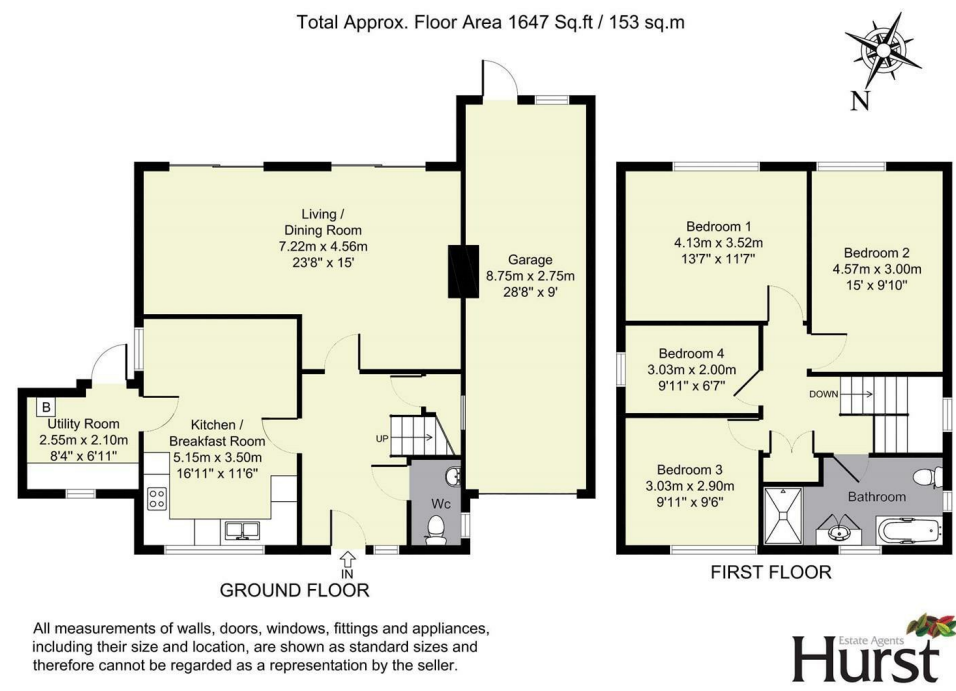 Total Approx. Floor Area 1647 Sq.ft / 153 sq.m
N
Living /
Dining Room
7.22m x 4.56m
23'8" x 15'
Garage
8.75m x 2.75m
28'8" x 9'
B
Utility Room
2.55m x 2.10m
8'4" x 6'11"
Kitchen /
Breakfast Room
5.15m x 3.50m
16'11" x 11'6"
UP
Wc
IN
GROUND FLOOR
Bedroom 1
4.13m x 3.52m
13'7" x 11'7"
Bedroom 2
4.57m x 3.00m
15' x 9'10"
Bedroom 4
3.03m x 2.00m
9'11" x 6'7"
DOWN
Bedroom 3
3.03m x 2.90m
9'11" x 9'6"
Bathroom
FIRST FLOOR
All measurements of walls, doors, windows, fittings and appliances,
including their size and location, are shown as standard sizes and
therefore cannot be regarded as a representation by the seller.
Estate Agents
Hurst